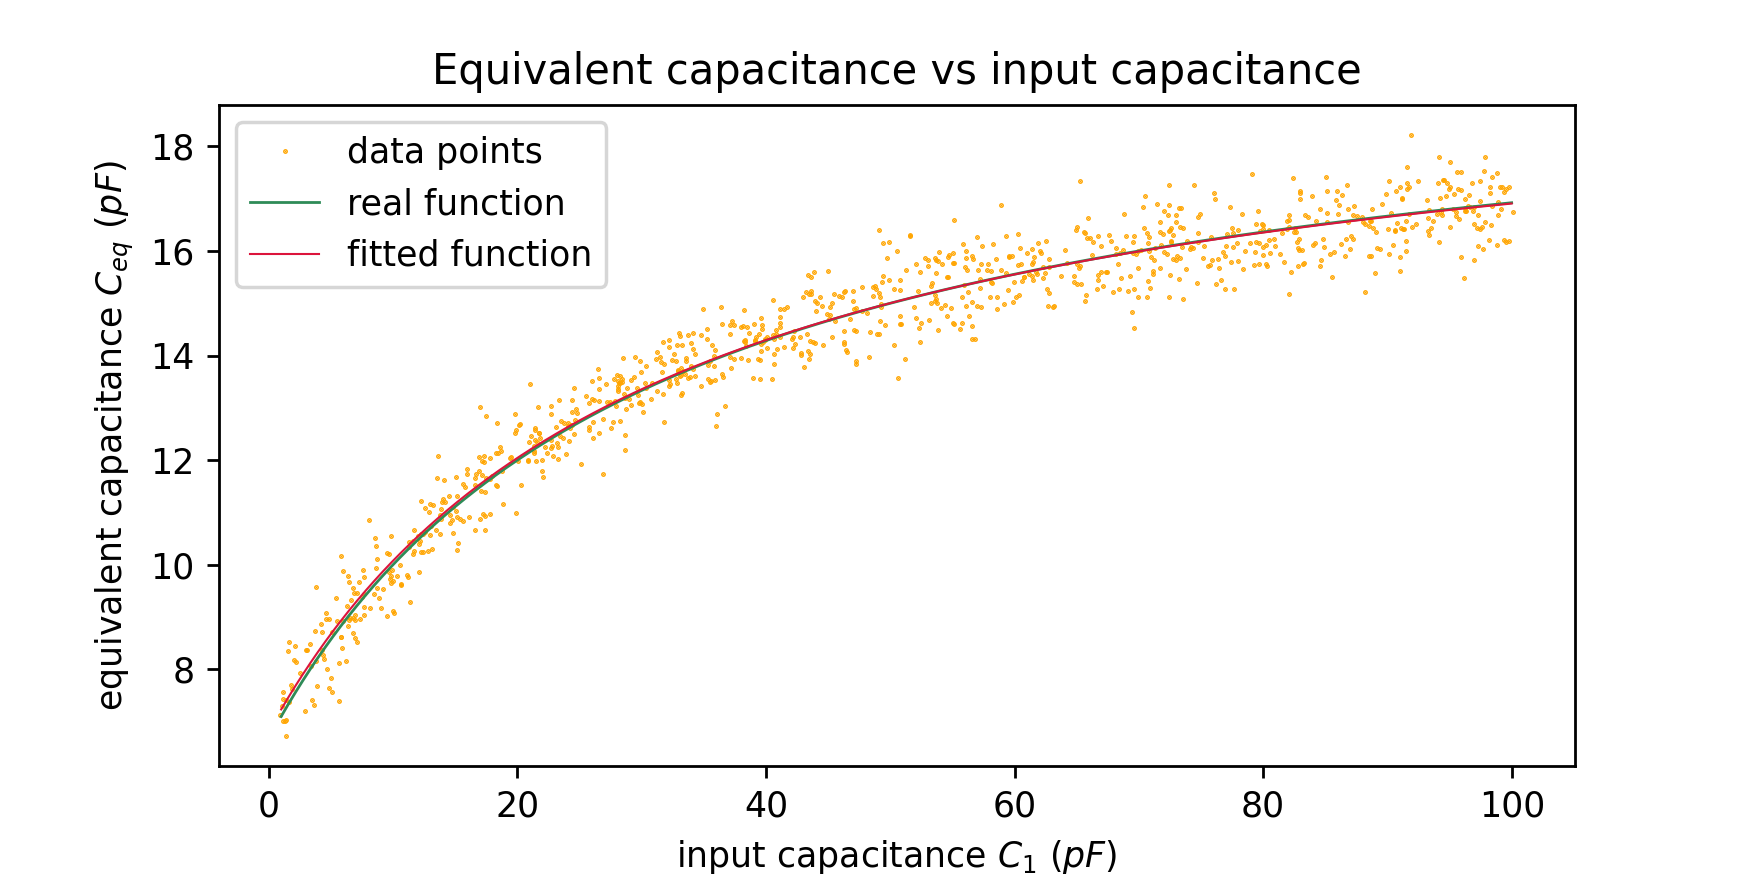 Equivalent capacitance vs input capacitance
data points
real function
fitted function
equivalent capacitance C_eq (pF)
18
16
14
12
10
8
0 20 40 60 80 100
input capacitance C₁ (pF)